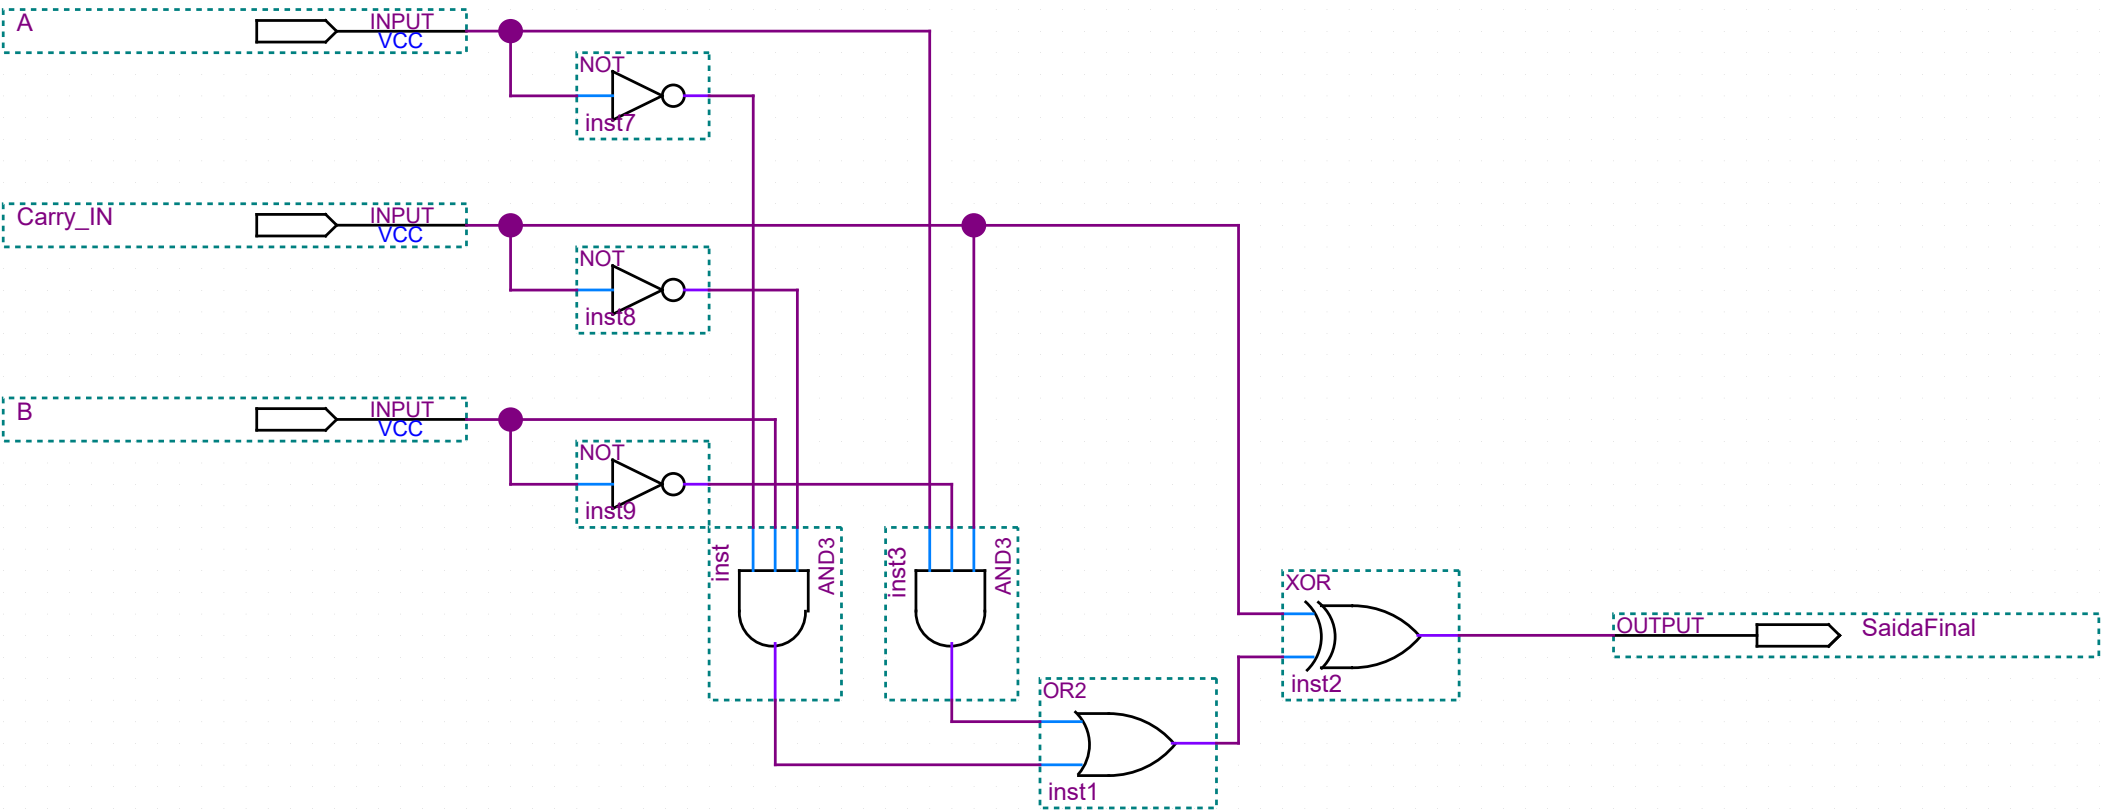 A
INPUT
VCC
NOT
inst7
Carry_IN
INPUT
VCC
NOT
inst8
B
INPUT
VCC
NOT
inst9
inst
AND3
inst3
AND3
XOR
inst2
OUTPUT
SaidaFinal
OR2
inst1